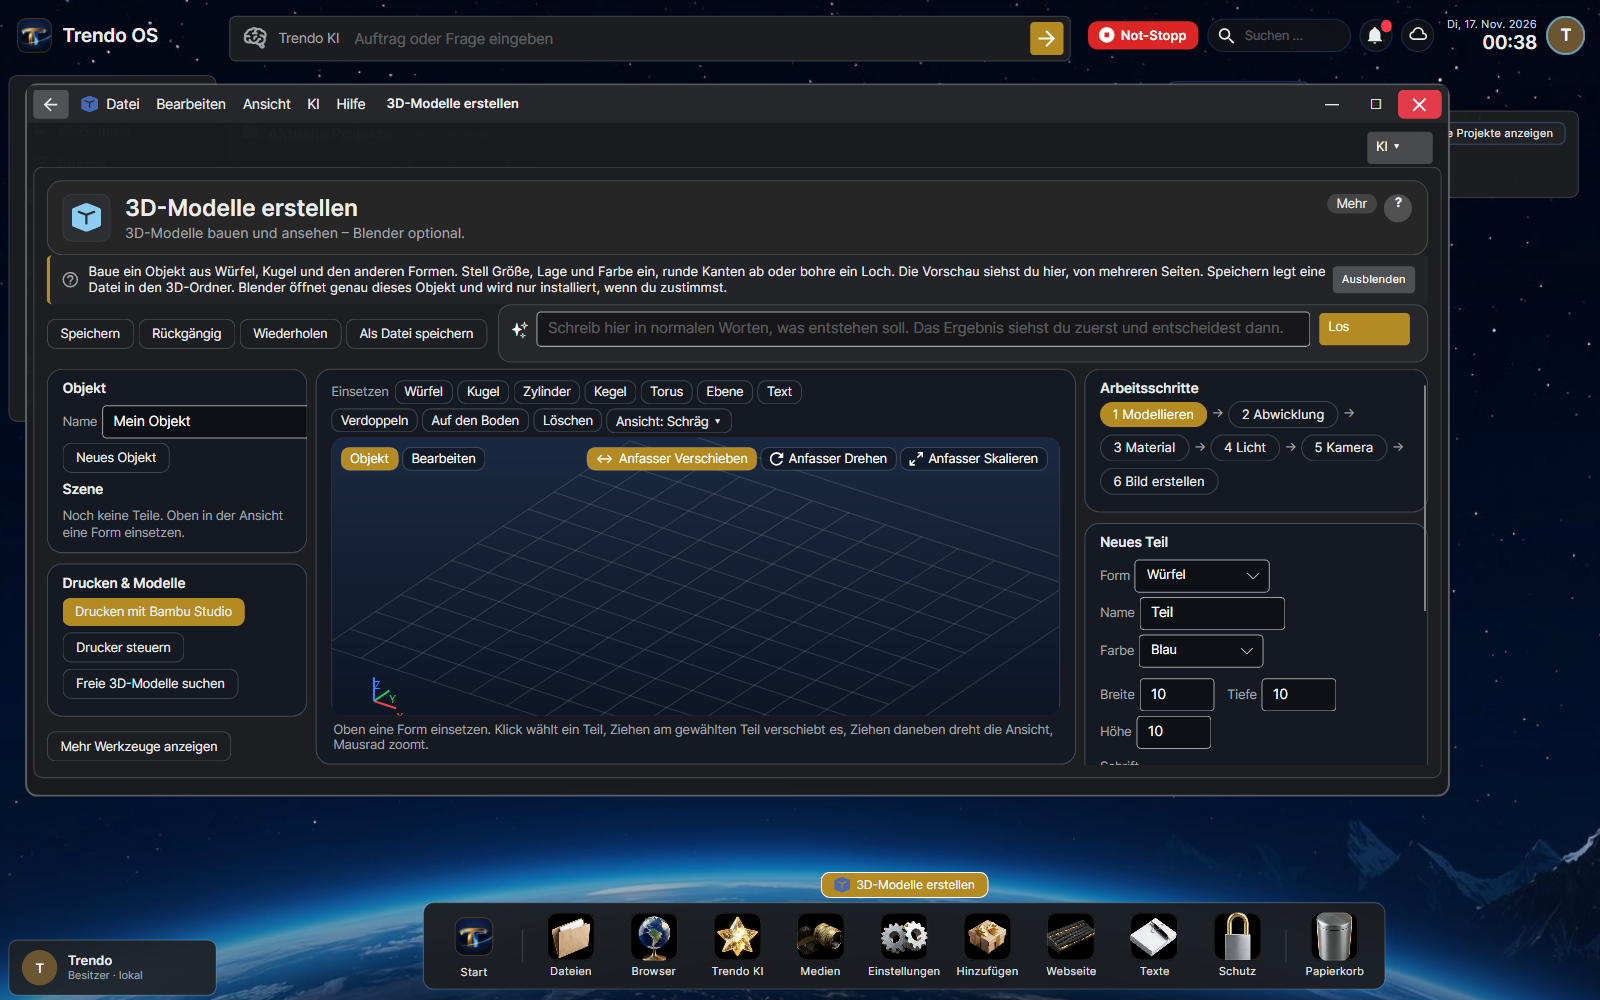 Trendo OS
Trendo KI Auftrag oder Frage eingeben
Not-Stopp
Suchen ...
Di, 17. Nov. 2026
00:38
T
Datei Bearbeiten Ansicht KI Hilfe 3D-Modelle erstellen
e Projekte anzeigen
KI
3D-Modelle erstellen
3D-Modelle bauen und ansehen – Blender optional.
Mehr ?
Baue ein Objekt aus Würfel, Kugel und den anderen Formen. Stell Größe, Lage und Farbe ein, runde Kanten ab oder bohre ein Loch. Die Vorschau siehst du hier, von mehreren Seiten. Speichern legt eine
Datei in den 3D-Ordner. Blender öffnet genau dieses Objekt und wird nur installiert, wenn du zustimmst.
Ausblenden
Speichern Rückgängig Wiederholen Als Datei speichern
Schreib hier in normalen Worten, was entstehen soll. Das Ergebnis siehst du zuerst und entscheidest dann.
Los
Objekt
Name Mein Objekt
Neues Objekt
Szene
Noch keine Teile. Oben in der Ansicht
eine Form einsetzen.
Drucken & Modelle
Drucken mit Bambu Studio
Drucker steuern
Freie 3D-Modelle suchen
Mehr Werkzeuge anzeigen
Einsetzen Würfel Kugel Zylinder Kegel Torus Ebene Text
Verdoppeln Auf den Boden Löschen Ansicht: Schräg
Objekt Bearbeiten Anfasser Verschieben Anfasser Drehen Anfasser Skalieren
Z
Y
Oben eine Form einsetzen. Klick wählt ein Teil, Ziehen am gewählten Teil verschiebt es, Ziehen daneben dreht die Ansicht,
Mausrad zoomt.
Arbeitsschritte
1 Modellieren → 2 Abwicklung →
3 Material → 4 Licht → 5 Kamera →
6 Bild erstellen
Neues Teil
Form Würfel
Name Teil
Farbe Blau
Breite 10 Tiefe 10
Höhe 10
3D-Modelle erstellen
T
Trendo
Besitzer · lokal
Start
Dateien
Browser
Trendo KI
Medien
Einstellungen
Hinzufügen
Webseite
Texte
Schutz
Papierkorb